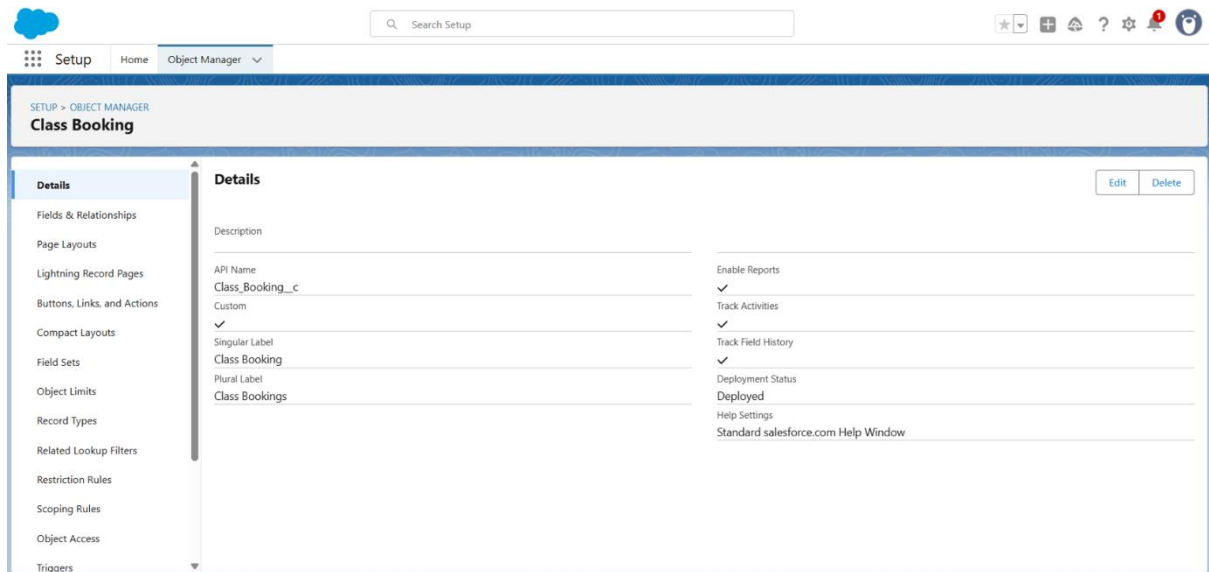 Search Setup
1
Setup
Home
Object Manager
SETUP > OBJECT MANAGER
Class Booking
Details
Fields & Relationships
Page Layouts
Lightning Record Pages
Buttons, Links, and Actions
Compact Layouts
Field Sets
Object Limits
Record Types
Related Lookup Filters
Restriction Rules
Scoping Rules
Object Access
Triggers
Details
Edit
Delete
Description
API Name
Class_Booking__c
Custom
Singular Label
Class Booking
Plural Label
Class Bookings
Enable Reports
Track Activities
Track Field History
Deployment Status
Deployed
Help Settings
Standard salesforce.com Help Window